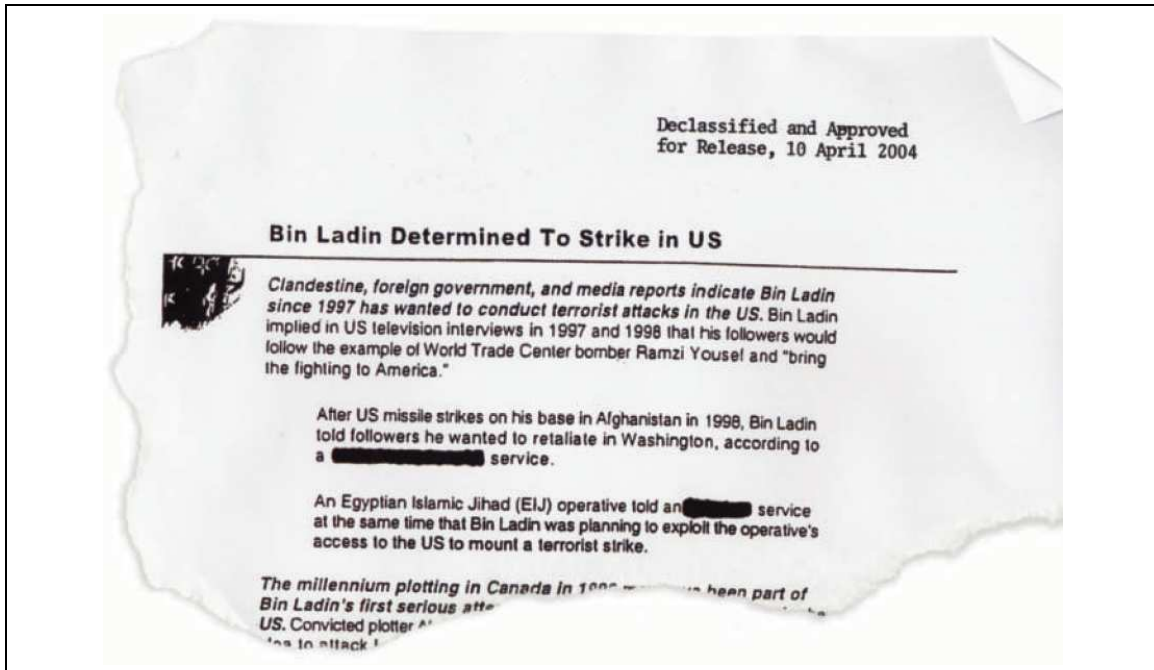 Declassified and Approved
for Release, 10 April 2004
Bin Ladin Determined To Strike in US
Clandestine, foreign government, and media reports indicate Bin Ladin
since 1997 has wanted to conduct terrorist attacks in the US. Bin Ladin
implied in US television interviews in 1997 and 1998 that his followers would
follow the example of World Trade Center bomber Ramzi Yousef and "bring
the fighting to America."
After US missile strikes on his base in Afghanistan in 1998, Bin Ladin
told followers he wanted to retaliate in Washington, according to
a service.
An Egyptian Islamic Jihad (EIJ) operative told an service
at the same time that Bin Ladin was planning to exploit the operative's
access to the US to mount a terrorist strike.
The millennium plotting in Canada in been part of
Bin Ladin's first serious
US. Convicted plotter
to attack